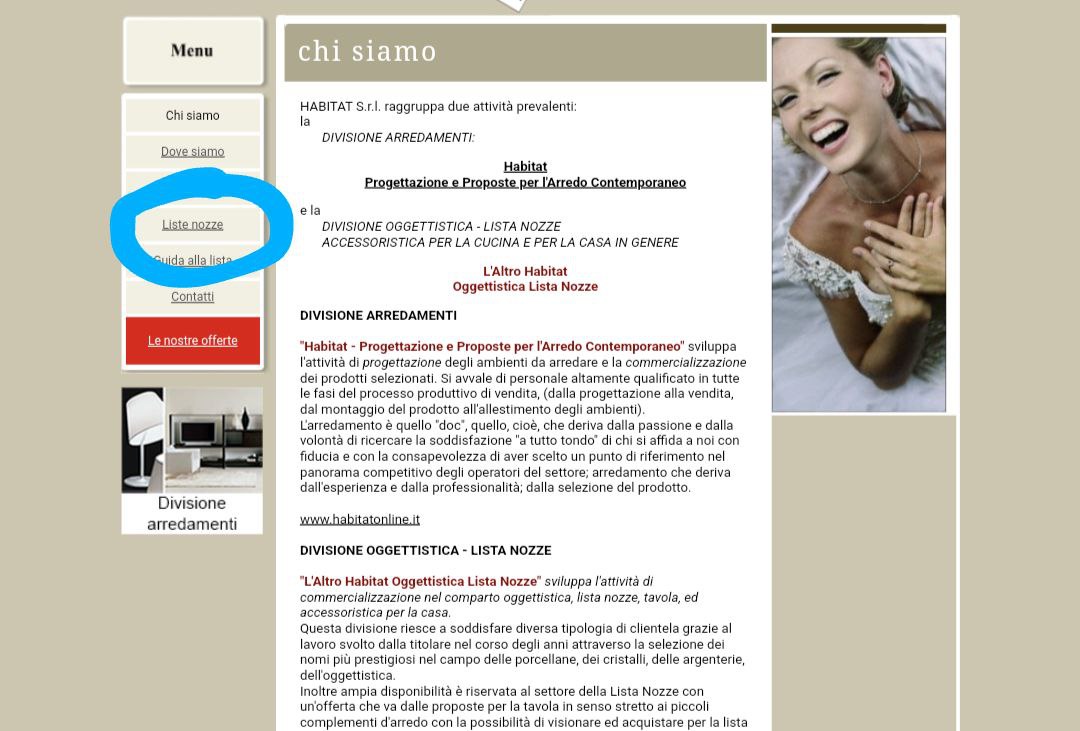 Menu
Chi siamo
Dove siamo
Liste nozze
Guida alla lista
Contatti
Le nostre offerte
Divisione
arredamenti
chi siamo
HABITAT S.r.l. raggruppa due attività prevalenti:
la
DIVISIONE ARREDAMENTI:
Habitat
Progettazione e Proposte per l'Arredo Contemporaneo
e la
DIVISIONE OGGETTISTICA - LISTA NOZZE
ACCESSORISTICA PER LA CUCINA E PER LA CASA IN GENERE
L'Altro Habitat
Oggettistica Lista Nozze
DIVISIONE ARREDAMENTI
"Habitat - Progettazione e Proposte per l'Arredo Contemporaneo" sviluppa
l'attività di progettazione degli ambienti da arredare e la commercializzazione
dei prodotti selezionati. Si avvale di personale altamente qualificato in tutte
le fasi del processo produttivo di vendita, (dalla progettazione alla vendita,
dal montaggio del prodotto all'allestimento degli ambienti).
L'arredamento è quello "doc", quello, cioè, che deriva dalla passione e dalla
volontà di ricercare la soddisfazione "a tutto tondo" di chi si affida a noi con
fiducia e con la consapevolezza di aver scelto un punto di riferimento nel
panorama competitivo degli operatori del settore; arredamento che deriva
dall'esperienza e dalla professionalità; dalla selezione del prodotto.
www.habitatonline.it
DIVISIONE OGGETTISTICA - LISTA NOZZE
"L'Altro Habitat Oggettistica Lista Nozze" sviluppa l'attività di
commercializzazione nel comparto oggettistica, lista nozze, tavola, ed
accessoristica per la casa.
Questa divisione riesce a soddisfare diversa tipologia di clientela grazie al
lavoro svolto dalla titolare nel corso degli anni attraverso la selezione dei
nomi più prestigiosi nel campo delle porcellane, dei cristalli, delle argenterie,
dell'oggettistica.
Inoltre ampia disponibilità è riservata al settore della Lista Nozze con
un'offerta che va dalle proposte per la tavola in senso stretto ai piccoli
complementi d'arredo con la possibilità di visionare ed acquistare per la lista